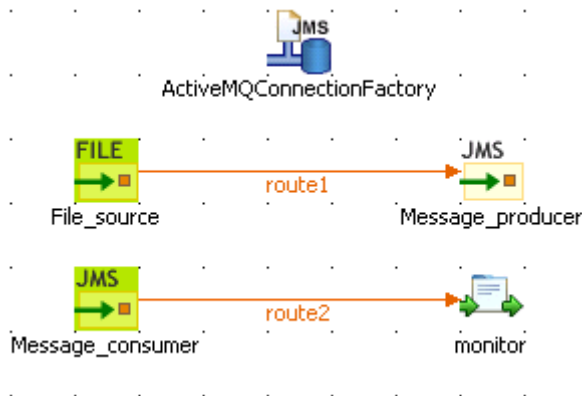 JMS
ActiveMQConnectionFactory
FILE
JMS
route1
File_source
Message_producer
JMS
route2
Message_consumer
monitor